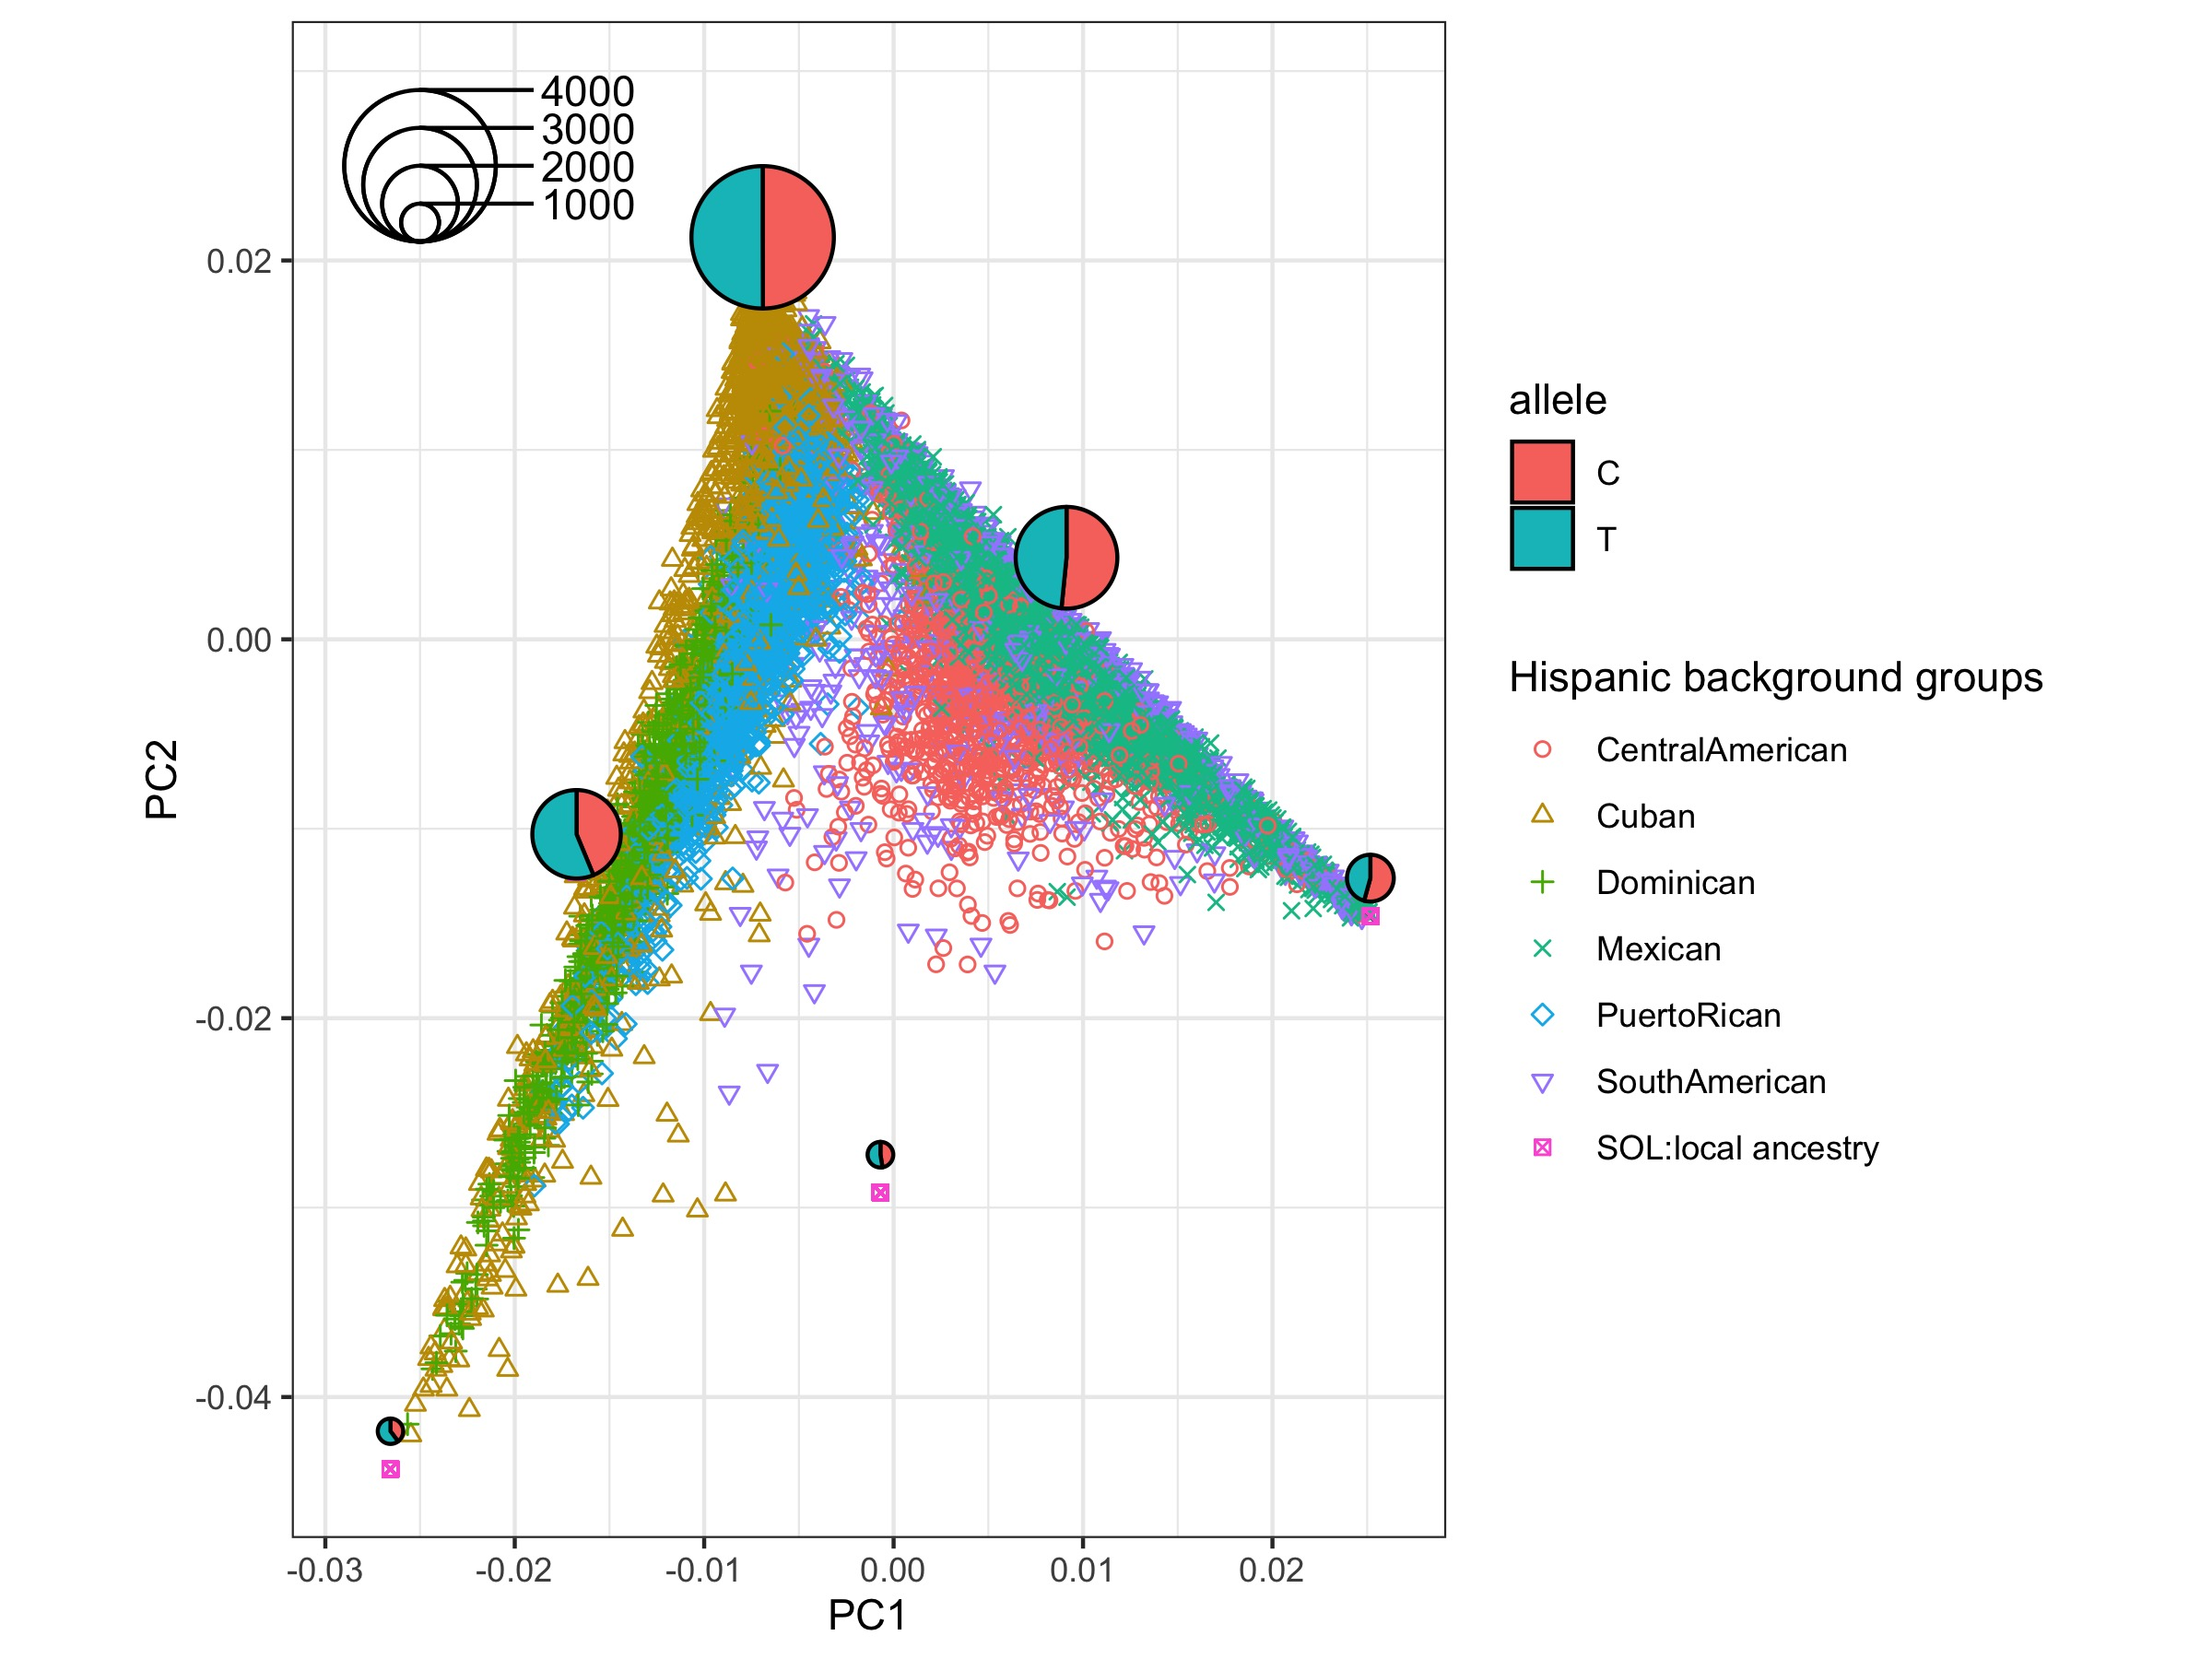 4000
3000
2000
1000
0.02
0.00
-0.02
-0.04
PC2
-0.03
-0.02
-0.01
0.00
0.01
0.02
PC1
allele
C
T
Hispanic background groups
CentralAmerican
Cuban
Dominican
Mexican
PuertoRican
SouthAmerican
SOL:local ancestry